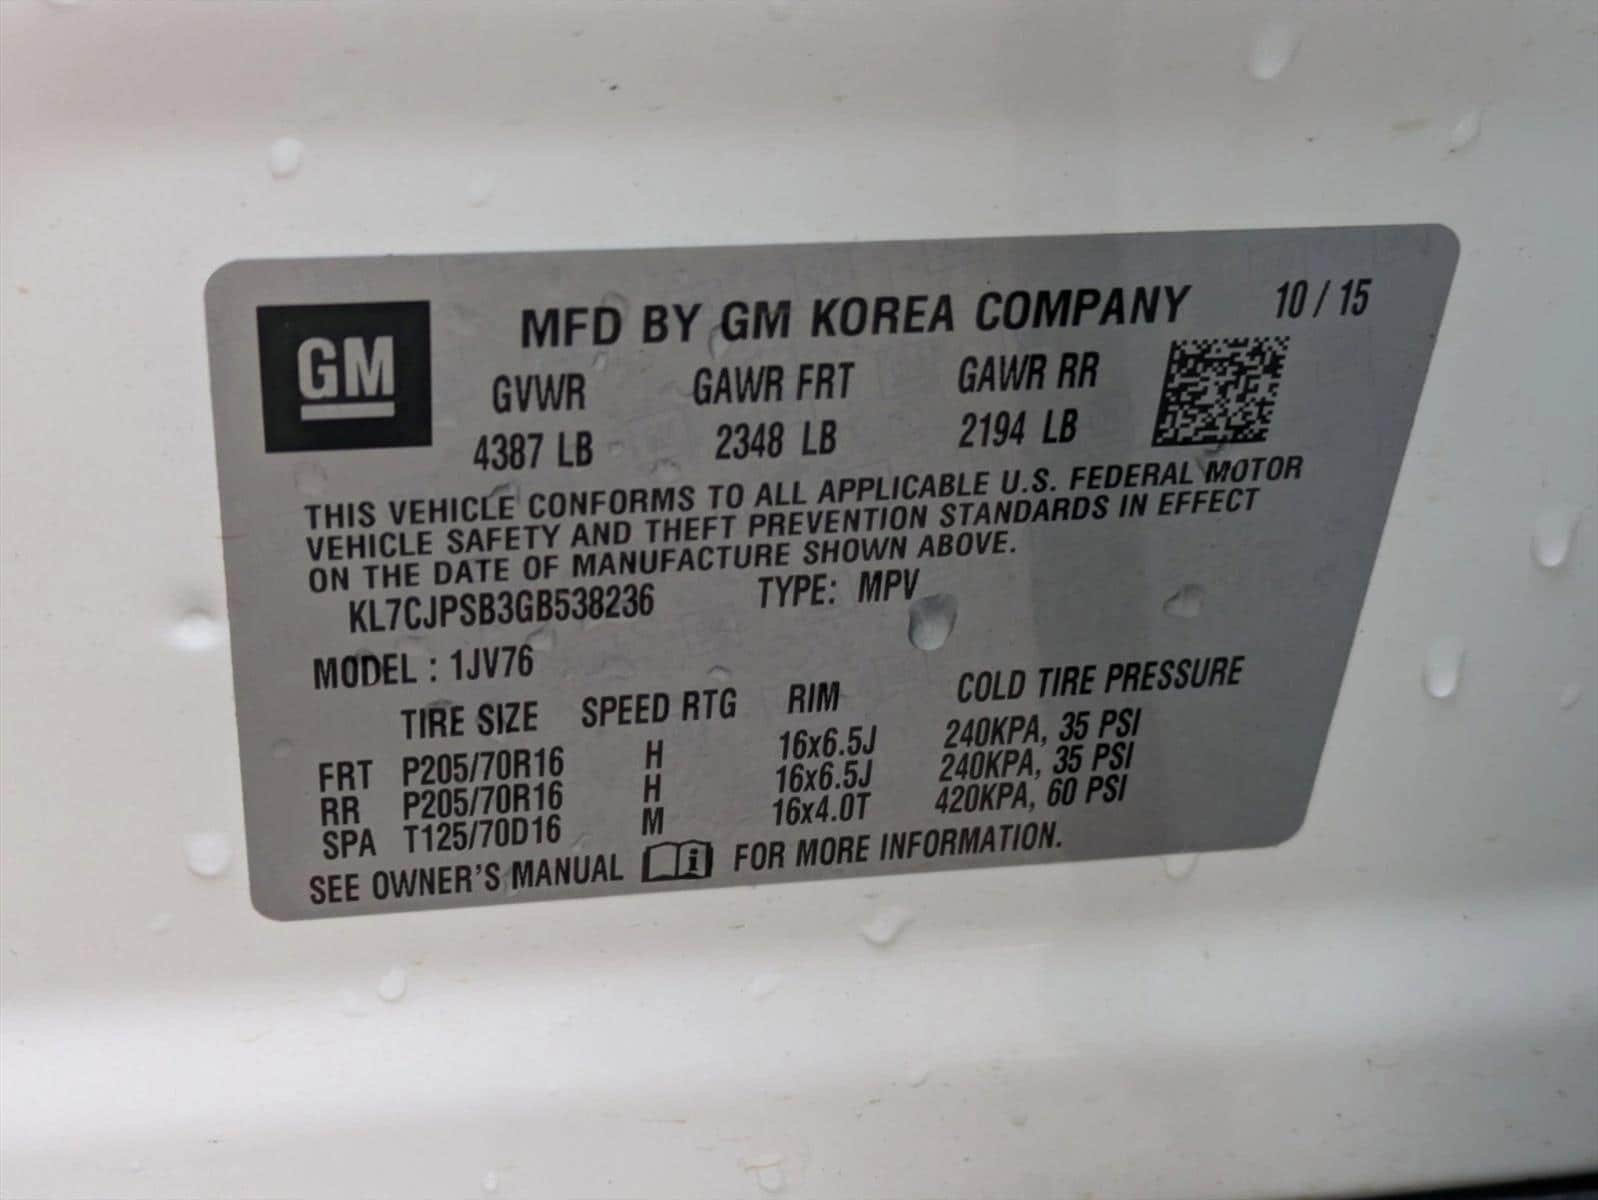 GM
MFD BY GM KOREA COMPANY 10 / 15
GVWR GAWR FRT GAWR RR
4387 LB 2348 LB 2194 LB
THIS VEHICLE CONFORMS TO ALL APPLICABLE U.S. FEDERAL MOTOR
VEHICLE SAFETY AND THEFT PREVENTION STANDARDS IN EFFECT
ON THE DATE OF MANUFACTURE SHOWN ABOVE.
KL7CJPSB3GB538236 TYPE: MPV
MODEL : 1JV76
TIRE SIZE SPEED RTG RIM COLD TIRE PRESSURE
FRT P205/70R16 H 16x6.5J 240KPA, 35 PSI
RR P205/70R16 H 16x6.5J 240KPA, 35 PSI
SPA T125/70D16 M 16x4.0T 420KPA, 60 PSI
SEE OWNER'S MANUAL i FOR MORE INFORMATION.